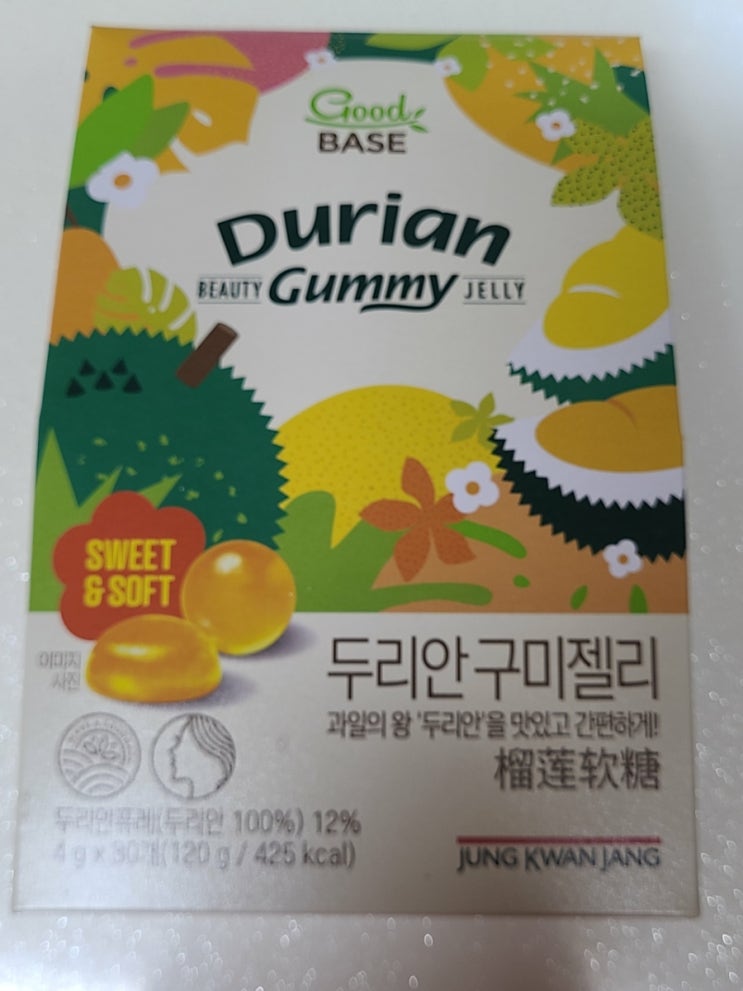 Good
BASE
Durian
BEAUTY Gummy JELLY
SWEET
& SOFT
이미지
사진
두리안 구미젤리
과일의 왕 '두리안'을 맛있고 간편하게!
榴莲软糖
두리안퓨레(두리안 100%) 12%
4 g x 30개(120 g / 425 kcal)
JUNG KWAN JANG